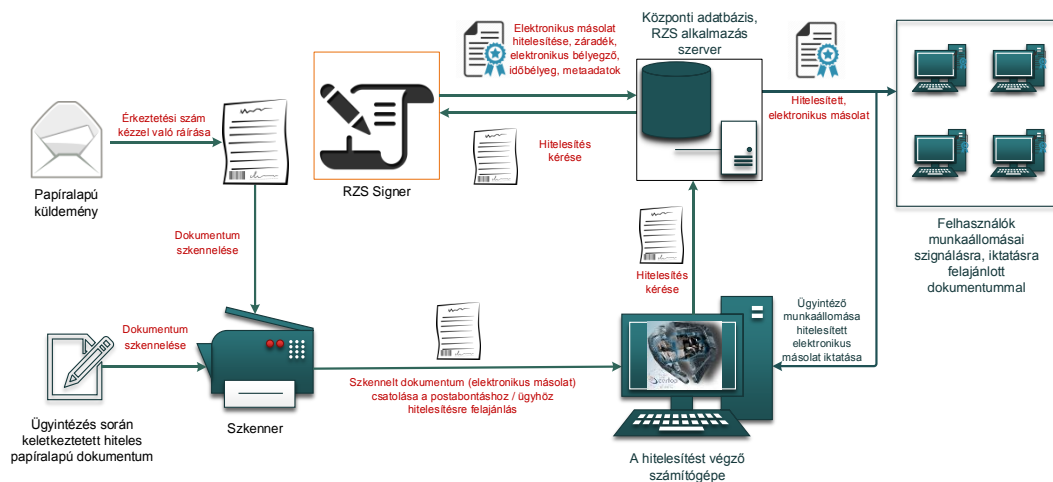 Elektronikus másolat
hitelesítése, záradék,
elektronikus bélyegző,
időbélyeg, metaadatok
Központi adatbázis,
RZS alkalmazás
szerver
Érkeztetési szám
kézzel való ráírása
Hitelesített,
elektronikus másolat
Hitelesítés
kérése
Papíralapú
küldemény
RZS Signer
Felhasználók
munkaállomásai
szignálásra, iktatásra
felajánlott
dokumentummal
Dokumentum
szkennelése
Hitelesítés
kérése
Ügyintéző
munkaállomása
hitelesített
elektronikus
másolat iktatása
Dokumentum
szkennelése
Szkennelt dokumentum (elektronikus másolat)
csatolása a postabontáshoz / ügyhöz
hitelesítésre felajánlás
Ügyintézés során
keletkeztetett hiteles
papíralapú dokumentum
Szkenner
A hitelesítést végző
számítógépe